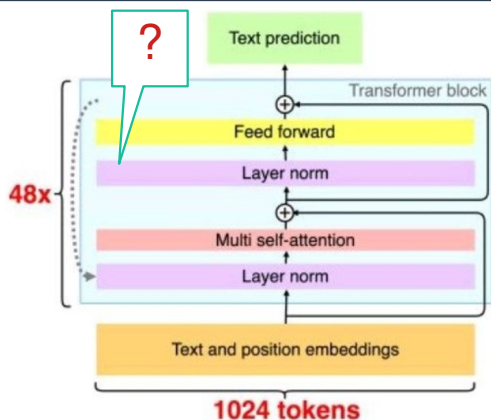 ?
Text prediction
Transformer block
Feed forward
Layer norm
48x
Multi self-attention
Layer norm
Text and position embeddings
1024 tokens